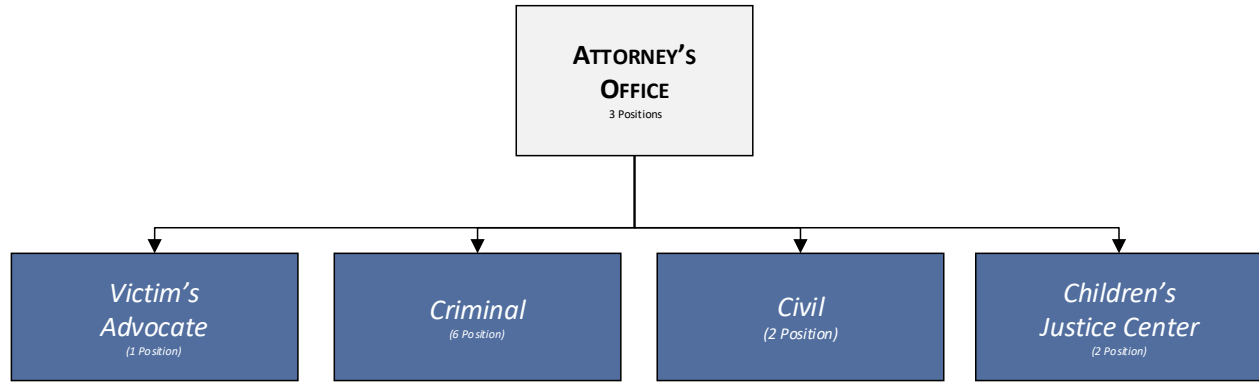 ATTORNEY'S
OFFICE
3 Positions
Victim's
Advocate
(1 Position)
Criminal
(6 Position)
Civil
(2 Position)
Children's
Justice Center
(2 Position)